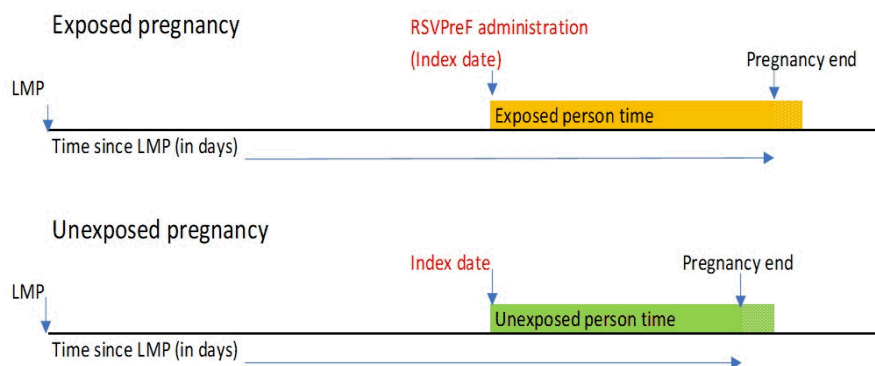 Exposed pregnancy
RSVPreF administration
(Index date)
Pregnancy end
LMP
Exposed person time
Time since LMP (in days)
Unexposed pregnancy
Index date
Pregnancy end
LMP
Unexposed person time
Time since LMP (in days)